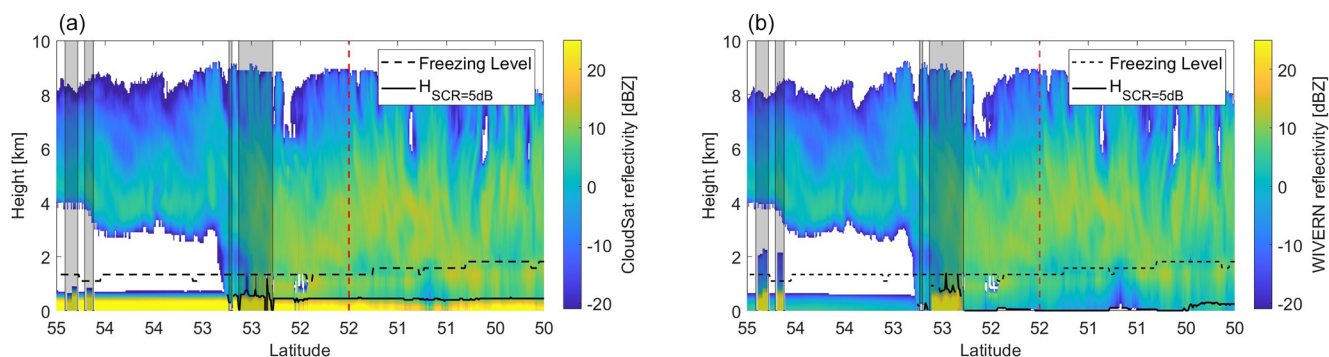 (a)
10
8
6
4
2
0
Height [km]
Freezing Level
H SCR=5dB
55 54 54 53 53 52 52 51 51 50 50
Latitude
20
10
0
-10
-20
CloudSat reflectivity [dBZ]
(b)
10
8
6
4
2
0
Height [km]
Freezing Level
H SCR=5dB
55 54 54 53 53 52 52 51 51 50 50
Latitude
20
10
0
-10
-20
WIVERN reflectivity [dBZ]